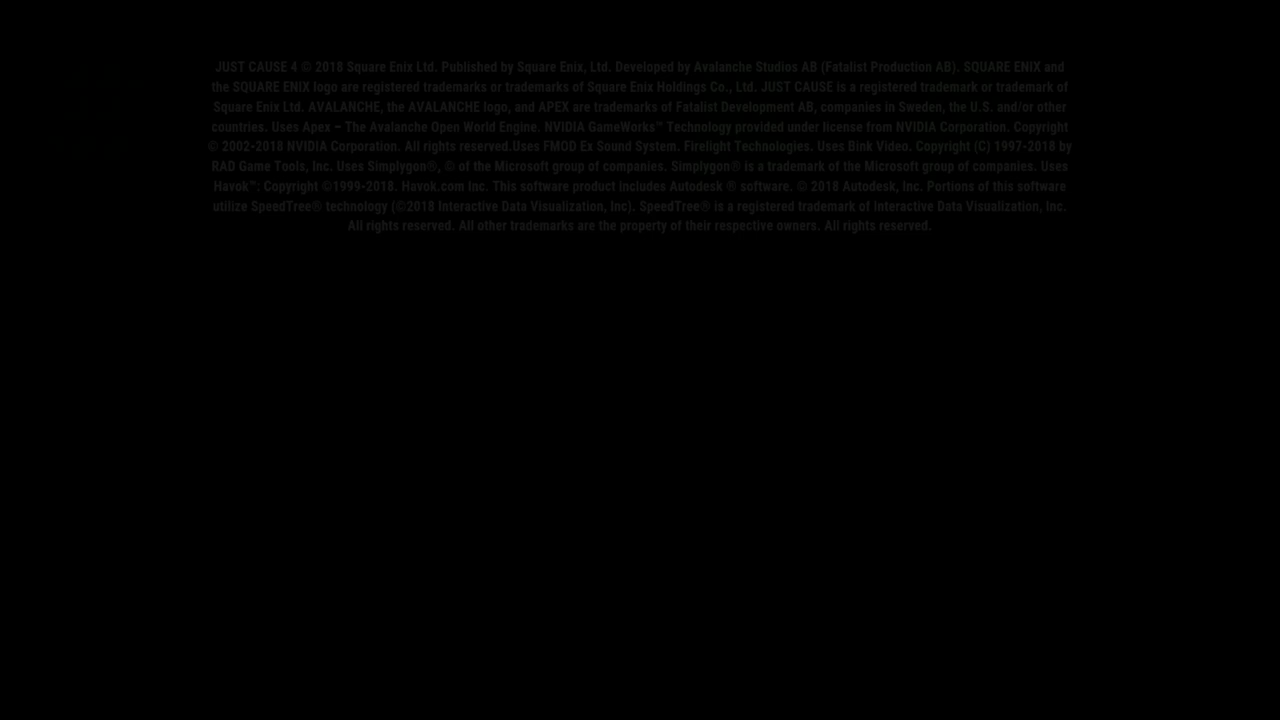 JUST CAUSE 4 © 2018 Square Enix Ltd. Published by Square Enix, Ltd. Developed by Avalanche Studios AB (Fatalist Production AB). SQUARE ENIX and
the SQUARE ENIX logo are registered trademarks or trademarks of Square Enix Holdings Co., Ltd. JUST CAUSE is a registered trademark or trademark of
Square Enix Ltd. AVALANCHE, the AVALANCHE logo, and APEX are trademarks of Fatalist Development AB, companies in Sweden, the U.S. and/or other
countries. Uses Apex – The Avalanche Open World Engine. NVIDIA GameWorks™ Technology provided under license from NVIDIA Corporation. Copyright
© 2002-2018 NVIDIA Corporation. All rights reserved.Uses FMOD Ex Sound System. Firelight Technologies. Uses Bink Video. Copyright (C) 1997-2018 by
RAD Game Tools, Inc. Uses Simplygon®, © of the Microsoft group of companies. Simplygon® is a trademark of the Microsoft group of companies. Uses
Havok™; Copyright ©1999-2018. Havok.com Inc. This software product includes Autodesk ® software. © 2018 Autodesk, Inc. Portions of this software
utilize SpeedTree® technology (©2018 Interactive Data Visualization, Inc). SpeedTree® is a registered trademark of Interactive Data Visualization, Inc.
All rights reserved. All other trademarks are the property of their respective owners. All rights reserved.